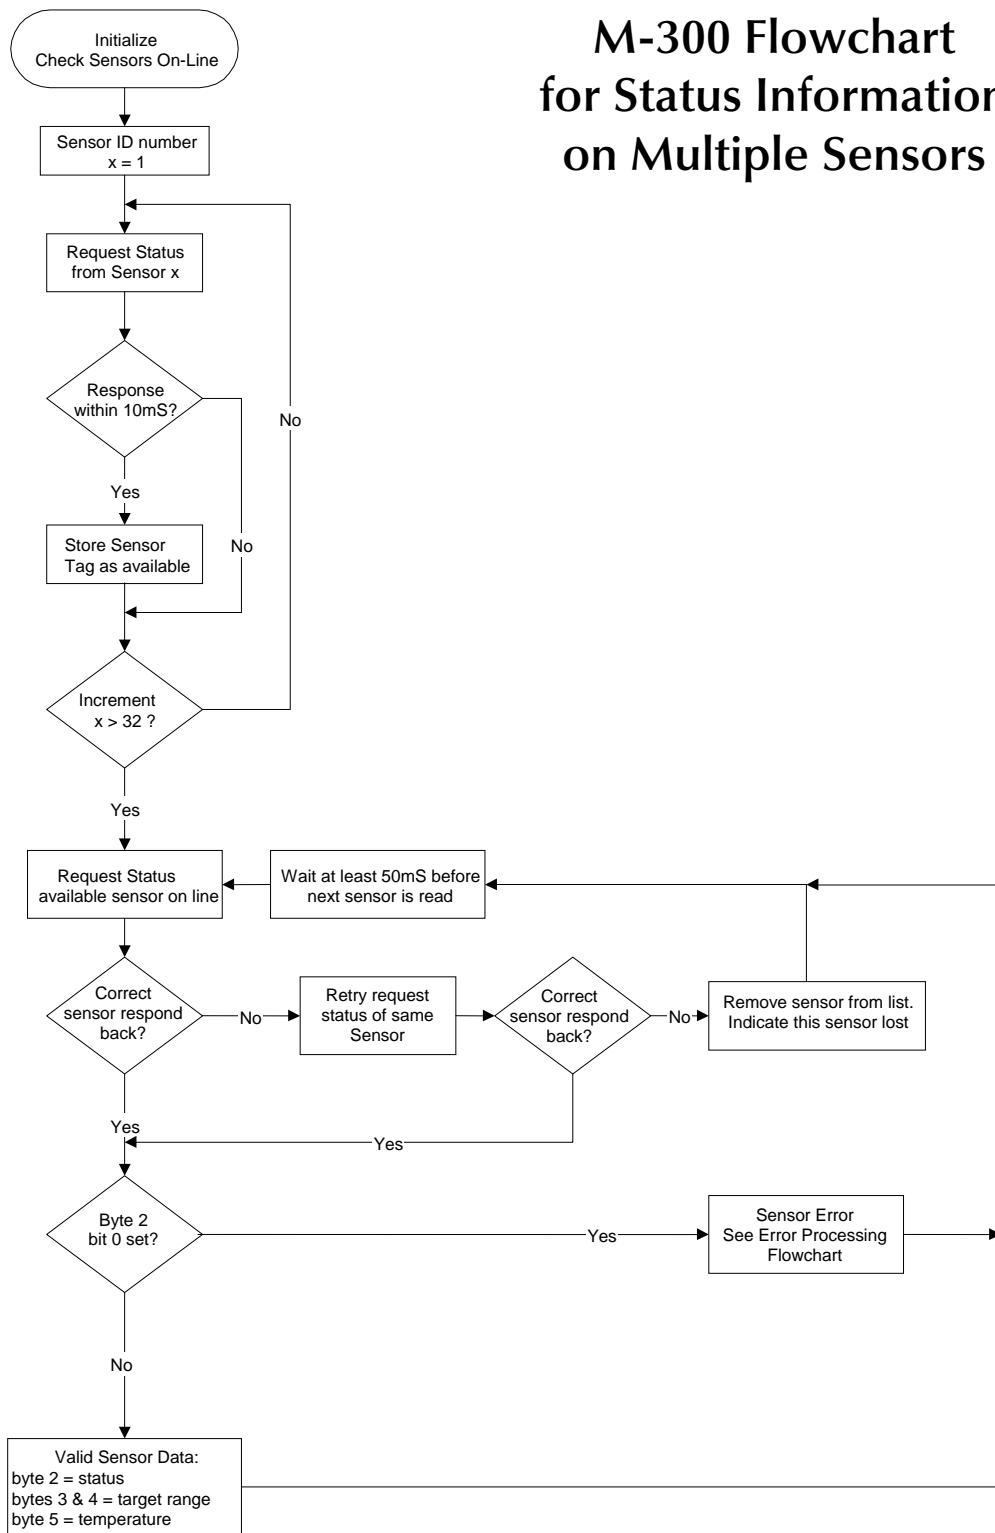 M-300 Flowchart
for Status Information
on Multiple Sensors
Initialize
Check Sensors On-Line
Sensor ID number
x = 1
Request Status
from Sensor x
Response
within 10mS?
No
No
Yes
Store Sensor
Tag as available
Increment
x > 32 ?
Yes
Request Status
available sensor on line
Wait at least 50mS before
next sensor is read
Correct
sensor respond
back?
No
Retry request
status of same
Sensor
Correct
sensor respond
back?
No
Remove sensor from list.
Indicate this sensor lost
Yes
Yes
Byte 2
bit 0 set?
Yes
Sensor Error
See Error Processing
Flowchart
No
Valid Sensor Data:
byte 2 = status
bytes 3 & 4 = target range
byte 5 = temperature